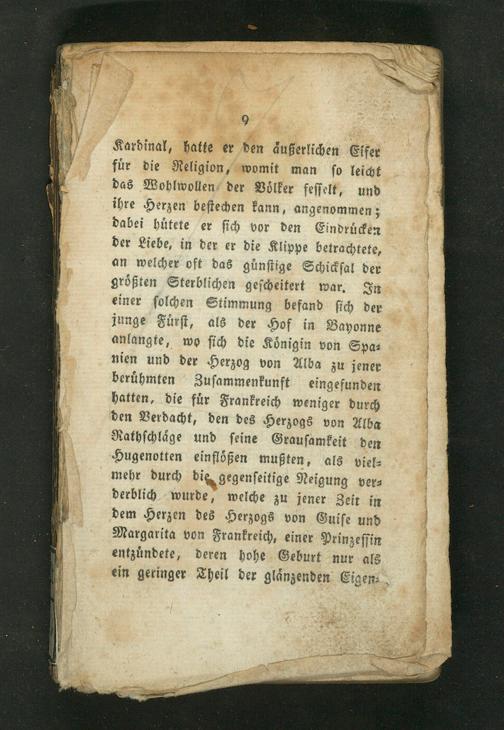 9
Kardinal, hatte er den äußerlichen Eifer
für die Religion, womit man so leicht
das Wohlwollen der Völker fesselt, und
ihre Herzen bestechen kann, angenommen;
dabei hütete er sich vor den Eindrücken
der Liebe, in der er die Klippe betrachtete,
an welcher oft das günstige Schicksal der
größten Sterblichen gescheitert war. In
einer solchen Stimmung befand sich der
junge Fürst, als der Hof in Bayonne
anlangte, wo sich die Königin von Spa-
nien und der Herzog von Alba zu jener
berühmten Zusammenkunft eingefunden
hatten, die für Frankreich weniger durch
den Verdacht, den des Herzogs von Alba
Rathschläge und seine Grausamkeit den
Hugenotten einflößen mußten, als viel-
mehr durch die gegenseitige Neigung ver-
derblich wurde, welche zu jener Zeit in
dem Herzen des Herzogs von Guise und
Margarita von Frankreich, einer Prinzessin
entzündete, deren hohe Geburt nur als
ein geringer Theil der glänzenden Eigen-